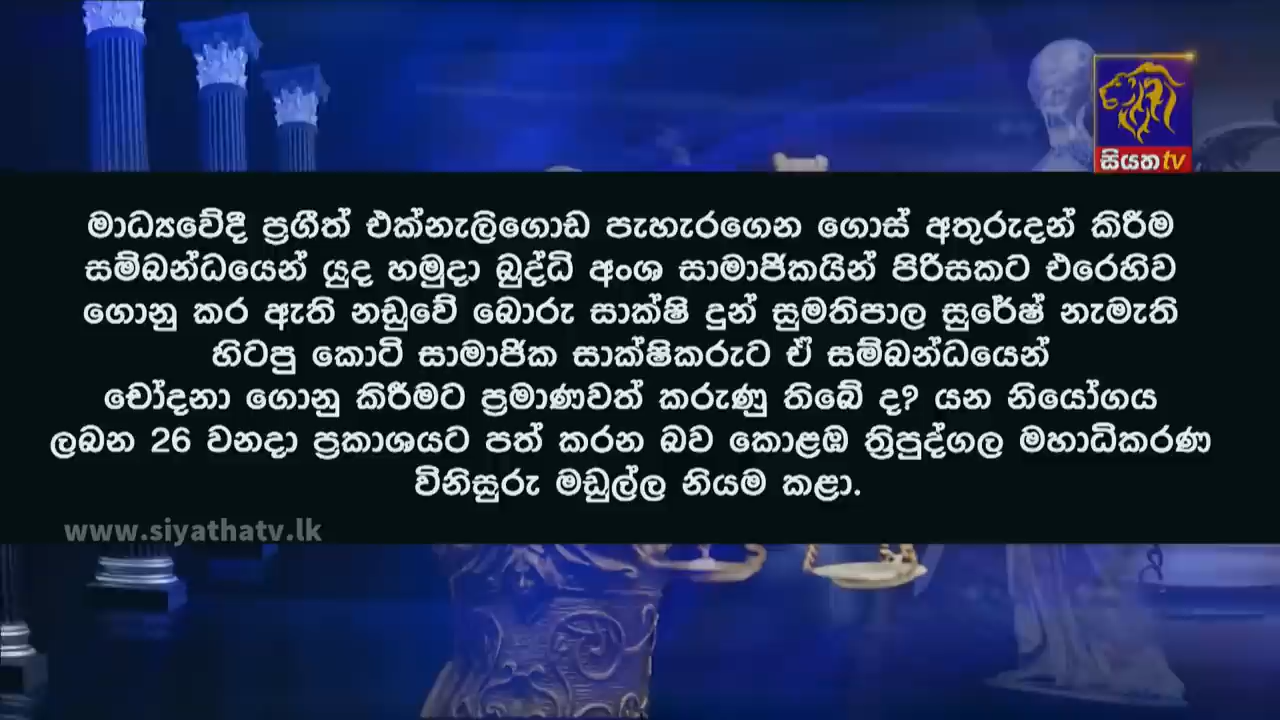 සියත tv
මාධ්‍යවේදී ප්‍රගීත් එක්නැලිගොඩ පැහැරගෙන ගොස් අතුරුදන් කිරීම
සම්බන්ධයෙන් යුද හමුදා බුද්ධි අංශ සාමාජිකයින් පිරිසකට එරෙහිව
ගොනු කර ඇති නඩුවේ බොරු සාක්ෂි දුන් සුමතිපාල සුරේෂ් නැමැති
හිටපු කොටි සාමාජික සාක්ෂිකරුට ඒ සම්බන්ධයෙන්
චෝදනා ගොනු කිරීමට ප්‍රමාණවත් කරුණු තිබේ ද? යන නියෝගය
ලබන 26 වනදා ප්‍රකාශයට පත් කරන බව කොළඹ ත්‍රිපුද්ගල මහාධිකරණ
විනිසුරු මඩුල්ල නියම කළා.
www.siyathatv.lk